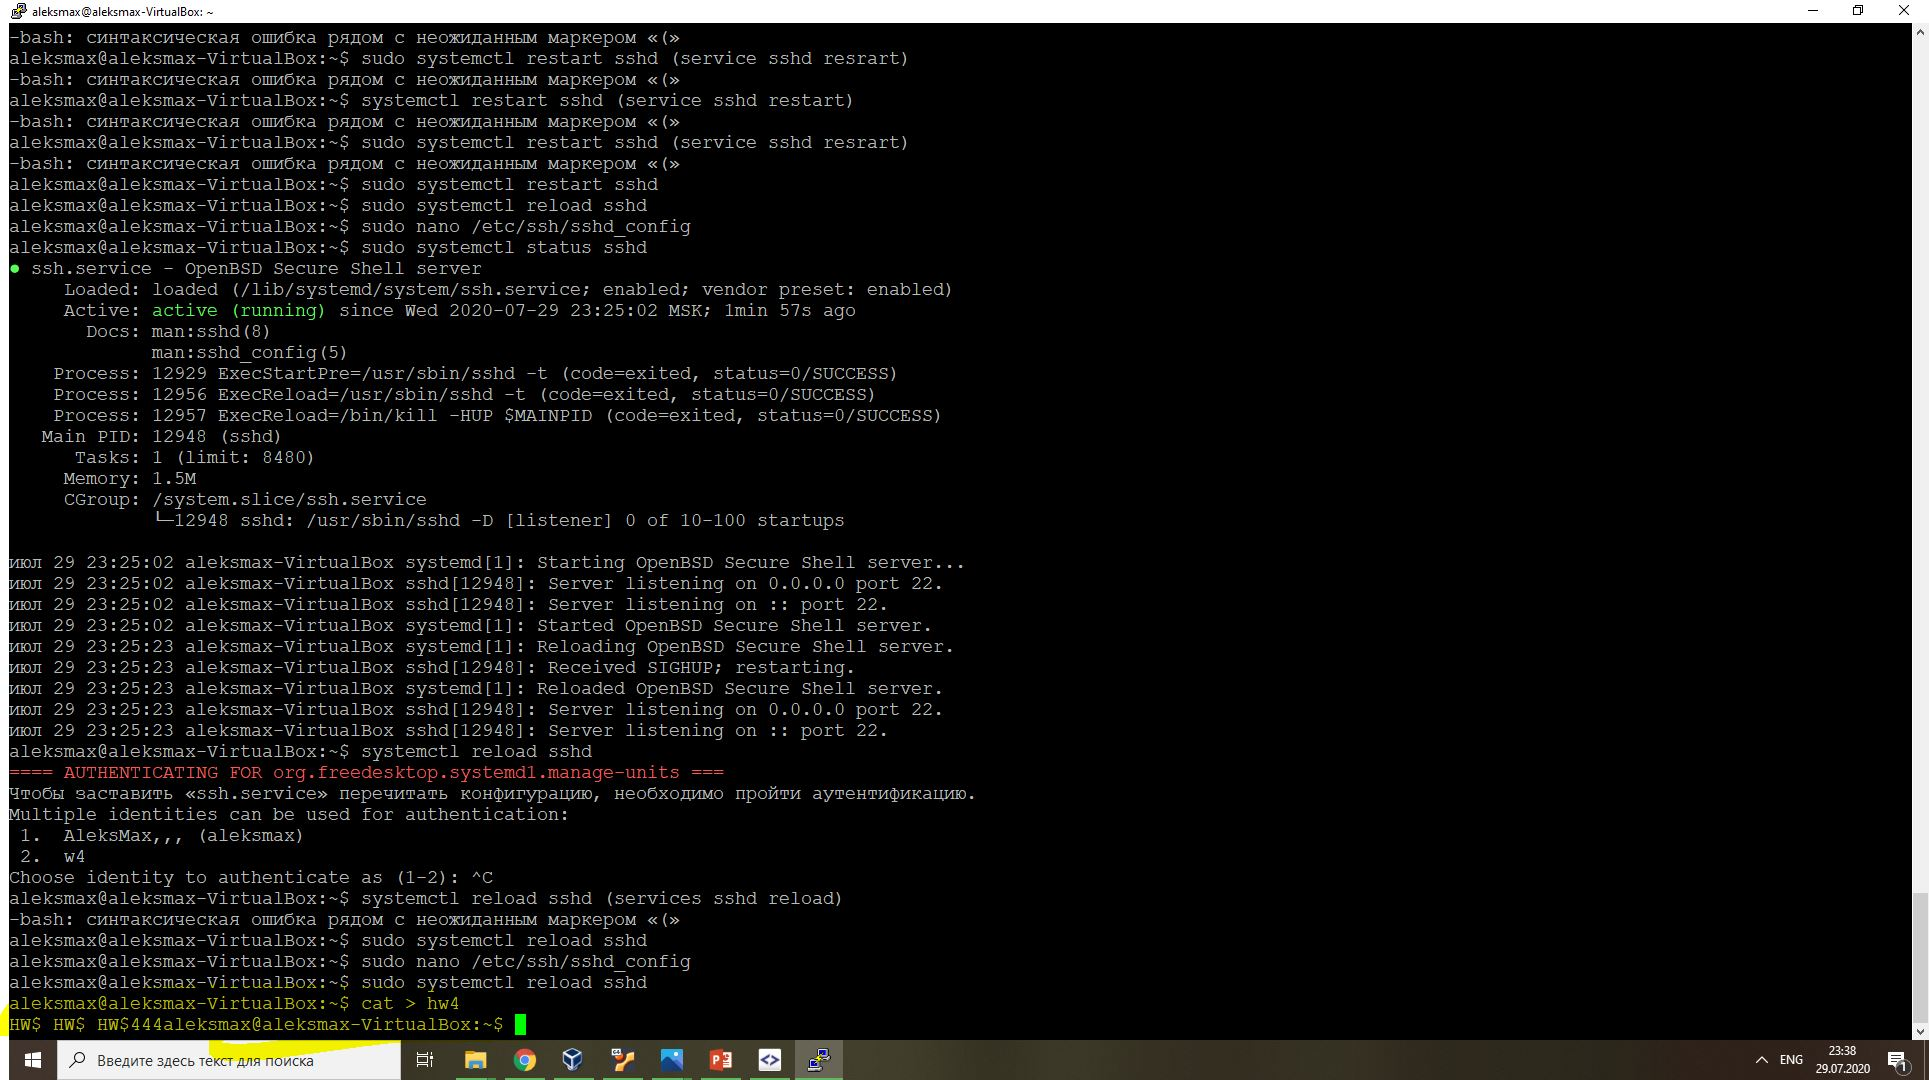 aleksmax@aleksmax-VirtualBox: ~
-bash: синтаксическая ошибка рядом с неожиданным маркером «(»
aleksmax@aleksmax-VirtualBox:~$ sudo systemctl restart sshd (service sshd resrart)
-bash: синтаксическая ошибка рядом с неожиданным маркером «(»
aleksmax@aleksmax-VirtualBox:~$ systemctl restart sshd (service sshd restart)
-bash: синтаксическая ошибка рядом с неожиданным маркером «(»
aleksmax@aleksmax-VirtualBox:~$ sudo systemctl restart sshd (service sshd resrart)
-bash: синтаксическая ошибка рядом с неожиданным маркером «(»
aleksmax@aleksmax-VirtualBox:~$ sudo systemctl restart sshd
aleksmax@aleksmax-VirtualBox:~$ sudo systemctl reload sshd
aleksmax@aleksmax-VirtualBox:~$ sudo nano /etc/ssh/sshd_config
aleksmax@aleksmax-VirtualBox:~$ sudo systemctl status sshd
● ssh.service - OpenBSD Secure Shell server
Loaded: loaded (/lib/systemd/system/ssh.service; enabled; vendor preset: enabled)
Active: active (running) since Wed 2020-07-29 23:25:02 MSK; 1min 57s ago
Docs: man:sshd(8)
man:sshd_config(5)
Process: 12929 ExecStartPre=/usr/sbin/sshd -t (code=exited, status=0/SUCCESS)
Process: 12956 ExecReload=/usr/sbin/sshd -t (code=exited, status=0/SUCCESS)
Process: 12957 ExecReload=/bin/kill -HUP $MAINPID (code=exited, status=0/SUCCESS)
Main PID: 12948 (sshd)
Tasks: 1 (limit: 8480)
Memory: 1.5M
CGroup: /system.slice/ssh.service
└─12948 sshd: /usr/sbin/sshd -D [listener] 0 of 10-100 startups
июл 29 23:25:02 aleksmax-VirtualBox systemd[1]: Starting OpenBSD Secure Shell server...
июл 29 23:25:02 aleksmax-VirtualBox sshd[12948]: Server listening on 0.0.0.0 port 22.
июл 29 23:25:02 aleksmax-VirtualBox sshd[12948]: Server listening on :: port 22.
июл 29 23:25:02 aleksmax-VirtualBox systemd[1]: Started OpenBSD Secure Shell server.
июл 29 23:25:23 aleksmax-VirtualBox systemd[1]: Reloading OpenBSD Secure Shell server.
июл 29 23:25:23 aleksmax-VirtualBox sshd[12948]: Received SIGHUP; restarting.
июл 29 23:25:23 aleksmax-VirtualBox systemd[1]: Reloaded OpenBSD Secure Shell server.
июл 29 23:25:23 aleksmax-VirtualBox sshd[12948]: Server listening on 0.0.0.0 port 22.
июл 29 23:25:23 aleksmax-VirtualBox sshd[12948]: Server listening on :: port 22.
aleksmax@aleksmax-VirtualBox:~$ systemctl reload sshd
==== AUTHENTICATING FOR org.freedesktop.systemd1.manage-units ===
Чтобы заставить «ssh.service» перечитать конфигурацию, необходимо пройти аутентификацию.
Multiple identities can be used for authentication:
1. AleksMax,,, (aleksmax)
2. w4
Choose identity to authenticate as (1-2): ^C
aleksmax@aleksmax-VirtualBox:~$ systemctl reload sshd (services sshd reload)
-bash: синтаксическая ошибка рядом с неожиданным маркером «(»
aleksmax@aleksmax-VirtualBox:~$ sudo systemctl reload sshd
aleksmax@aleksmax-VirtualBox:~$ sudo nano /etc/ssh/sshd_config
aleksmax@aleksmax-VirtualBox:~$ sudo systemctl reload sshd
aleksmax@aleksmax-VirtualBox:~$ cat > hw4
HW$ HW$ HW$444aleksmax@aleksmax-VirtualBox:~$
Введите здесь текст для поиска
ENG
23:38
29.07.2020
1